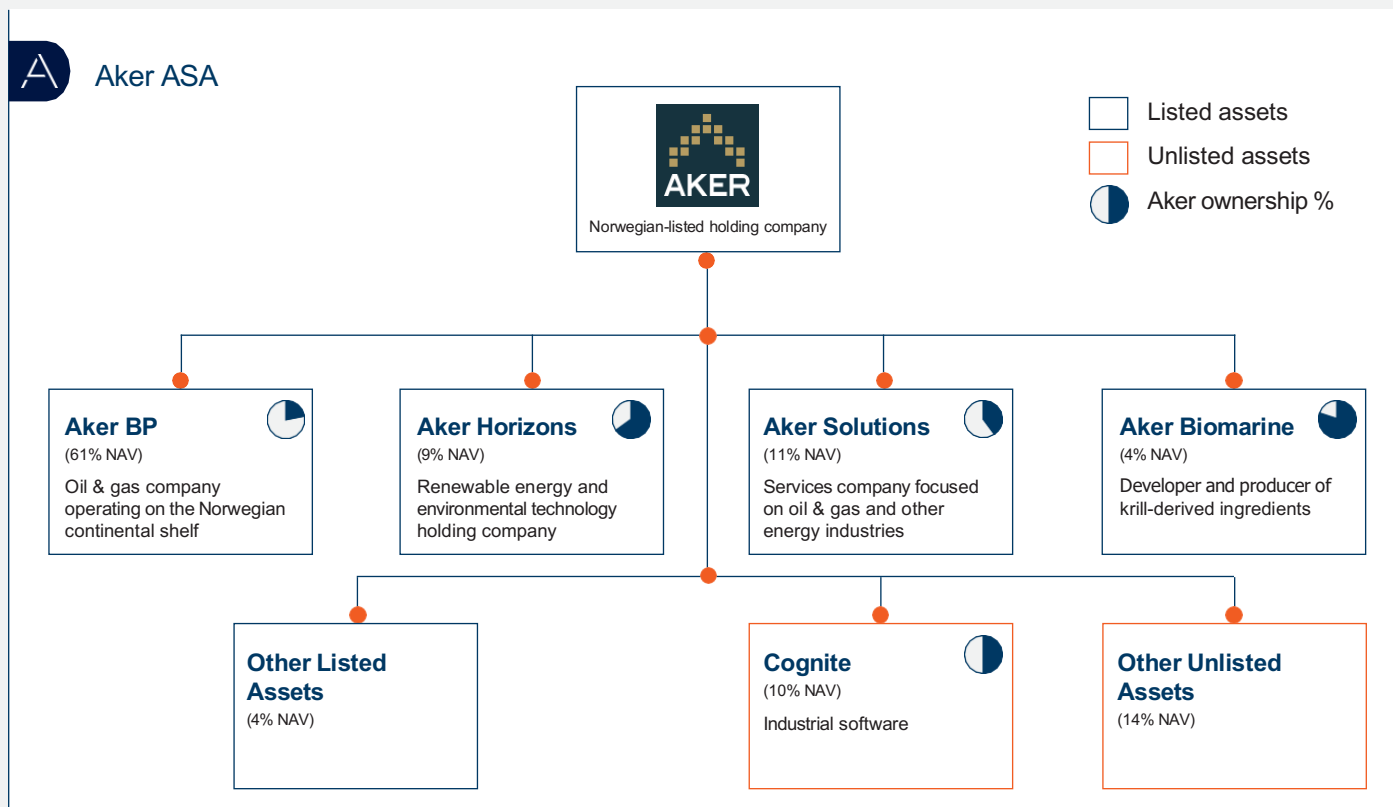 Aker ASA
AKER
Norwegian-listed holding company
Listed assets
Unlisted assets
Aker ownership %
Aker BP
(61% NAV)
Oil & gas company
operating on the Norwegian
continental shelf
Aker Horizons
(9% NAV)
Renewable energy and
environmental technology
holding company
Aker Solutions
(11% NAV)
Services company focused
on oil & gas and other
energy industries
Aker Biomarine
(4% NAV)
Developer and producer of
krill-derived ingredients
Other Listed
Assets
(4% NAV)
Cognite
(10% NAV)
Industrial software
Other Unlisted
Assets
(14% NAV)